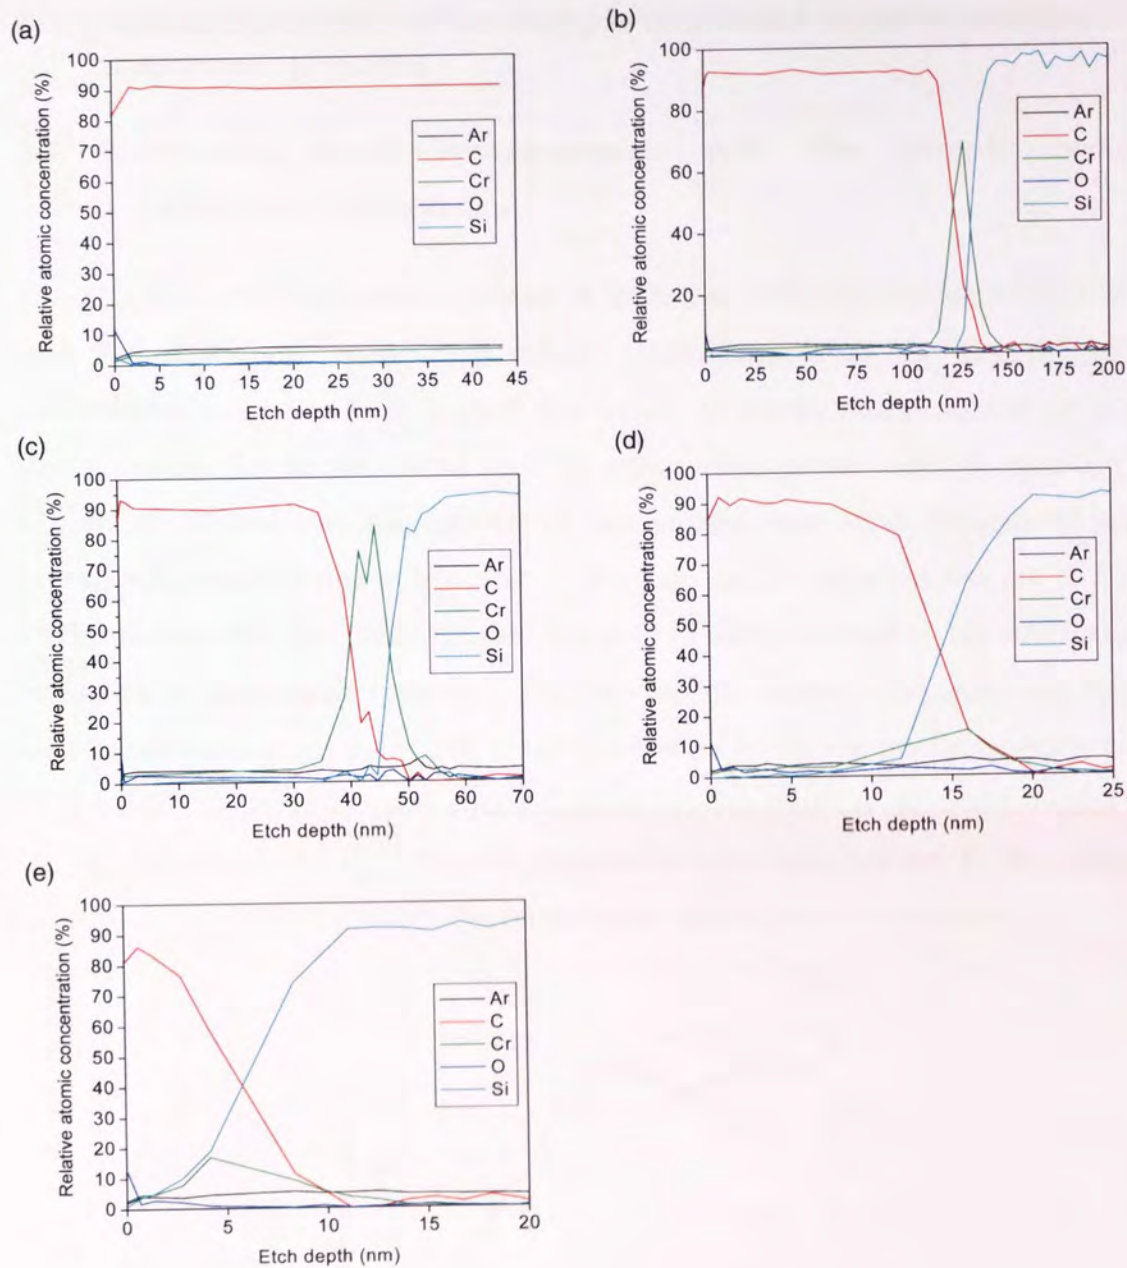 (a)
Relative atomic concentration (%)
100
90
80
70
60
50
40
30
20
10
0
Ar
C
Cr
O
Si
0 5 10 15 20 25 30 35 40 45
Etch depth (nm)
(b)
Relative atomic concentration (%)
100
80
60
40
20
Ar
C
Cr
O
Si
0 25 50 75 100 125 150 175 200
Etch depth (nm)
(c)
Relative atomic concentration (%)
100
90
80
70
60
50
40
30
20
10
0
Ar
C
Cr
O
Si
0 10 20 30 40 50 60 70
Etch depth (nm)
(d)
Relative atomic concentration (%)
100
90
80
70
60
50
40
30
20
10
0
Ar
C
Cr
O
Si
0 5 10 15 20 25
Etch depth (nm)
(e)
Relative atomic concentration (%)
100
90
80
70
60
50
40
30
20
10
0
Ar
C
Cr
O
Si
0 5 10 15 20
Etch depth (nm)